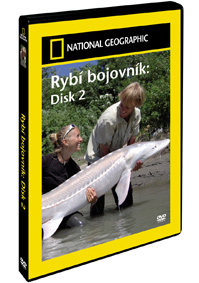 NATIONAL GEOGRAPHIC
Rybí bojovník:
Disk 2
Rybí bojovník: Disk 2
DVD